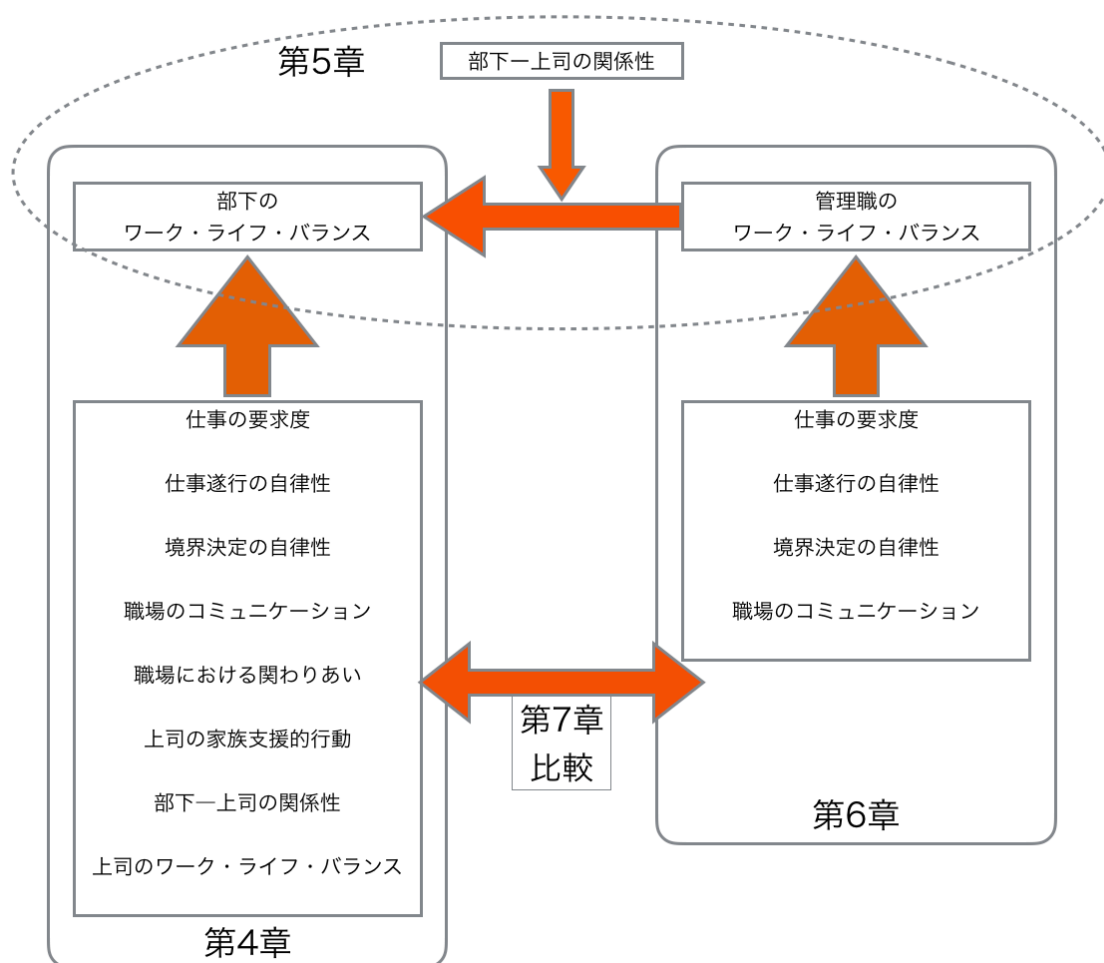 第5章
部下ー上司の関係性
部下の
ワーク・ライフ・バランス
管理職の
ワーク・ライフ・バランス
仕事の要求度
仕事遂行の自律性
境界決定の自律性
職場のコミュニケーション
職場における関わりあい
上司の家族支援的行動
部下―上司の関係性
上司のワーク・ライフ・バランス
第4章
仕事の要求度
仕事遂行の自律性
境界決定の自律性
職場のコミュニケーション
第7章
比較
第6章